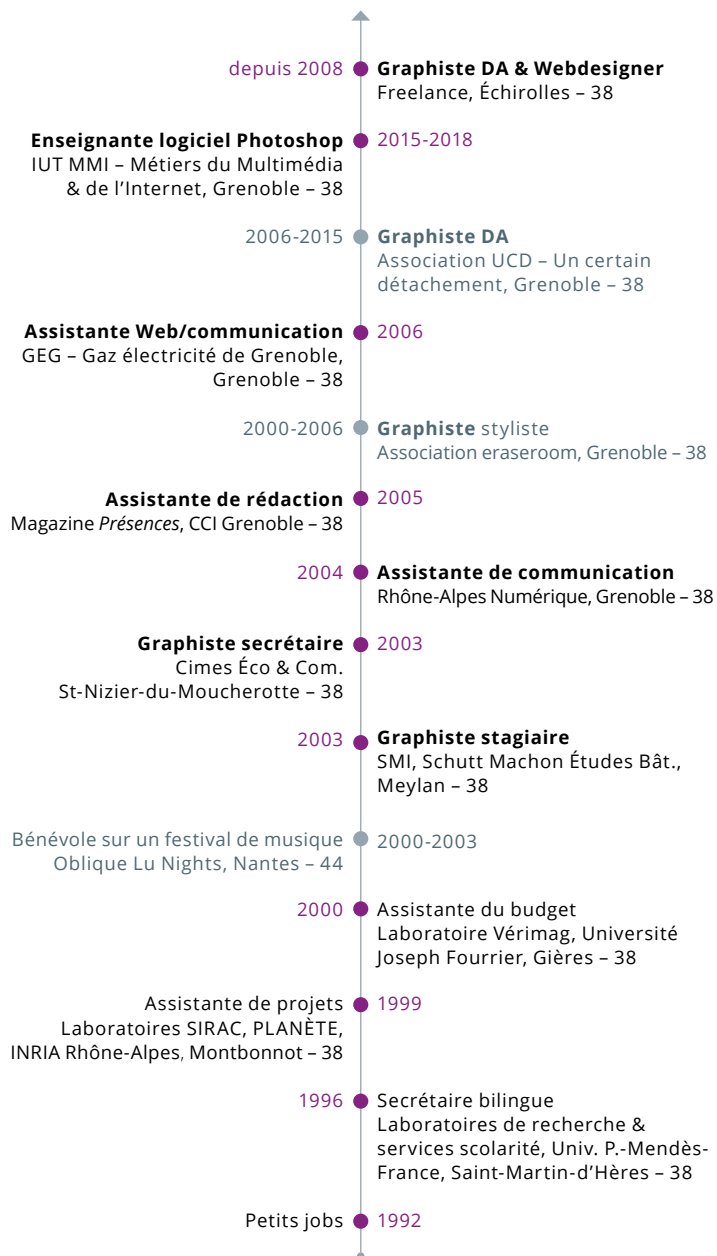 depuis 2008
Graphiste DA & Webdesigner
Freelance, Échirolles – 38
Enseignante logiciel Photoshop
IUT MMI – Métiers du Multimédia
& de l’Internet, Grenoble – 38
2015-2018
2006-2015
Graphiste DA
Association UCD – Un certain
détachement, Grenoble – 38
Assistante Web/communication
GEG – Gaz électricité de Grenoble,
Grenoble – 38
2006
2000-2006
Graphiste styliste
Association eraseroom, Grenoble – 38
Assistante de rédaction
Magazine Présences, CCI Grenoble – 38
2005
2004
Assistante de communication
Rhône-Alpes Numérique, Grenoble – 38
Graphiste secrétaire
Cimes Éco & Com.
St-Nizier-du-Moucherotte – 38
2003
2003
Graphiste stagiaire
SMI, Schutt Machon Études Bât.,
Meylan – 38
Bénévole sur un festival de musique
Oblique Lu Nights, Nantes – 44
2000-2003
2000
Assistante du budget
Laboratoire Vérimag, Université
Joseph Fourrier, Gières – 38
Assistante de projets
Laboratoires SIRAC, PLANÈTE,
INRIA Rhône-Alpes, Montbonnot – 38
1999
1996
Secrétaire bilingue
Laboratoires de recherche &
services scolarité, Univ. P.-Mendès-
France, Saint-Martin-d’Hères – 38
Petits jobs
1992